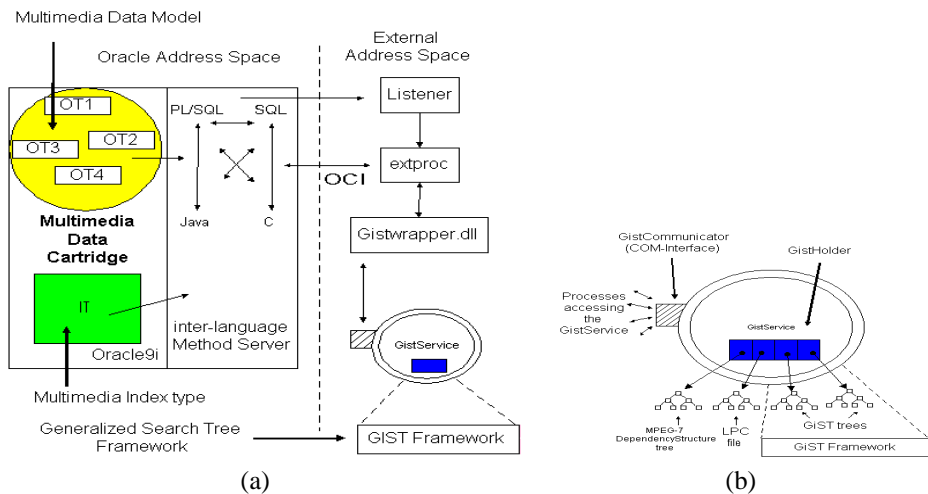 Multimedia Data Model
Oracle Address Space
External
Address Space
OT1
OT2
OT3
OT4
PL/SQL
SQL
Java
C
Listener
extproc
OCI
Gistwrapper.dll
Multimedia
Data
Cartridge
IT
Oracle9i
inter-language
Method Server
GistService
Multimedia Index type
Generalized Search Tree
Framework
GIST Framework
(a)
GistCommunicator
(COM-Interface)
GistHolder
Processes
accessing
the
GistService
GistService
MPEG-7
DependencyStructure
tree
LPC
file
GiST trees
GiST Framework
(b)